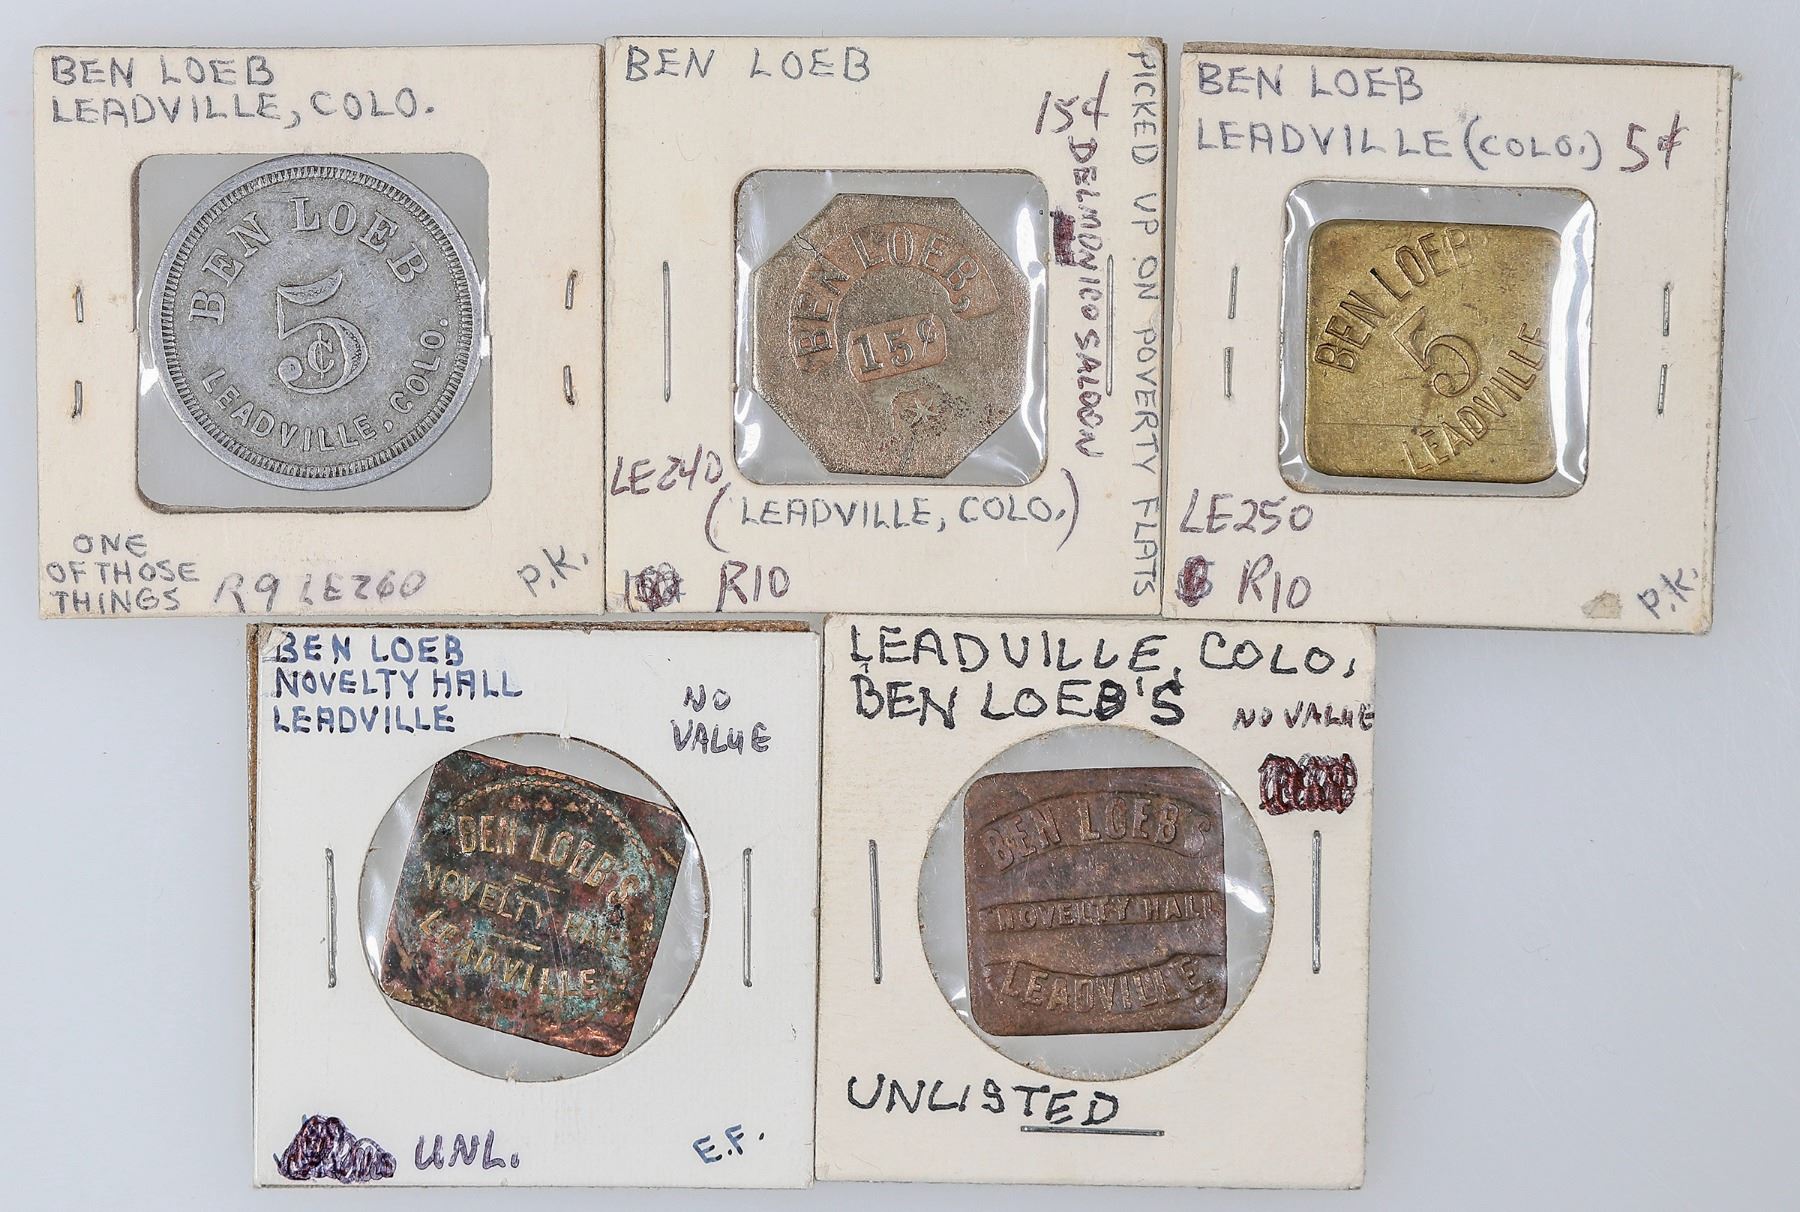 BEN LOEB
LEADVILLE, COLO.
BEN LOEB
5¢
LEADVILLE, COLO.
ONE
OF THOSE
THINGS
R9 LE260
P.K.
BEN LOEB
15¢
DELMONICO SALOON
PICKED UP ON POVERTY FLATS
BEN LOEB,
15¢
LE240
(LEADVILLE, COLO.)
R10
BEN LOEB
LEADVILLE (COLO.) 5¢
BEN LOEB
5
LEADVILLE
LE250
R10
P.K.
BEN LOEB
NOVELTY HALL
LEADVILLE
NO
VALUE
BEN LOEB'S
NOVELTY HALL
LEADVILLE
UNL.
E.F.
LEADVILLE, COLO,
BEN LOEB'S
NO VALUE
BEN LOEB'S
NOVELTY HALL
LEADVILLE
UNLISTED